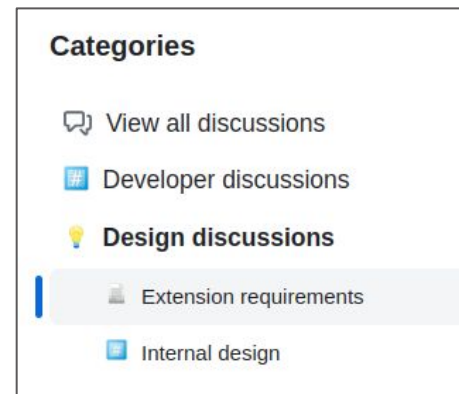 Categories
View all discussions
Developer discussions
Design discussions
Extension requirements
Internal design